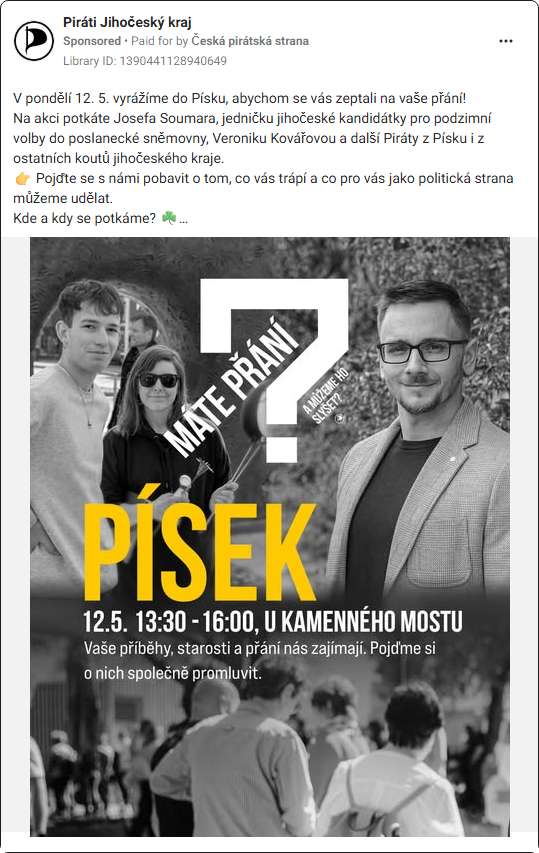 Piráti Jihočeský kraj
Sponsored • Paid for by Česká pirátská strana
Library ID: 1390441128940649
V pondělí 12. 5. vyrážíme do Písku, abychom se vás zeptali na vaše přání!
Na akci potkáte Josefa Soumara, jedničku jihočeské kandidátky pro podzimní
volby do poslanecké sněmovny, Veroniku Kovářovou a další Piráty z Písku i z
ostatních koutů jihočeského kraje.
👉 Pojďte se s námi pobavit o tom, co vás trápí a co pro vás jako politická strana
můžeme udělat.
Kde a kdy se potkáme? ☘️ ...
?
MÁTE PŘÁNÍ
A MŮŽEME HO
SLYŠET?
PÍSEK
12.5. 13:30 - 16:00, U KAMENNÉHO MOSTU
Vaše příběhy, starosti a přání nás zajímají. Pojďme si
o nich společně promluvit.